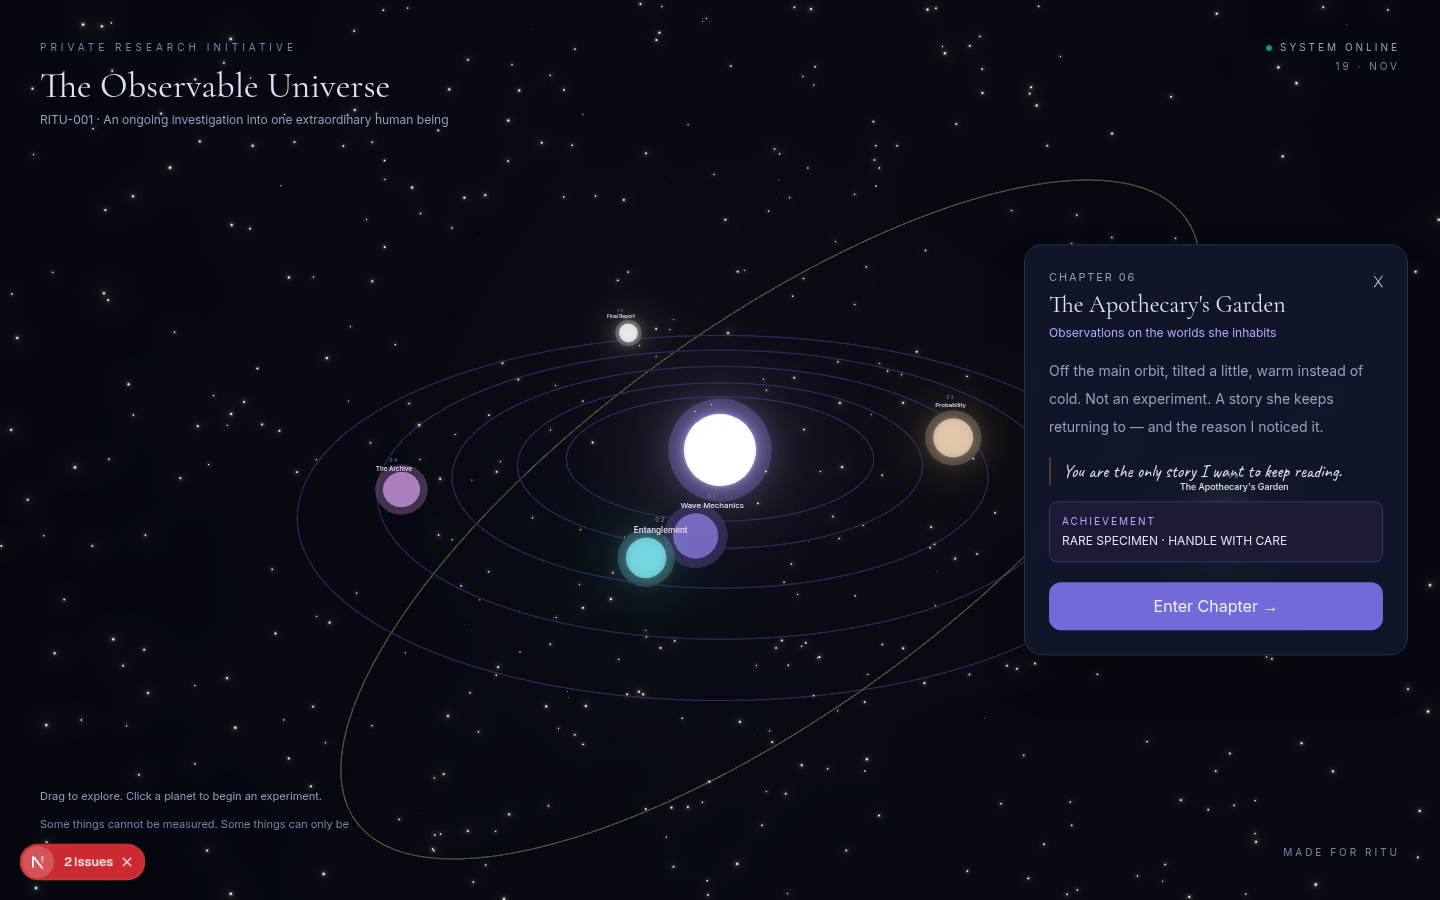 PRIVATE RESEARCH INITIATIVE
The Observable Universe
RITU-001 · An ongoing investigation into one extraordinary human being
SYSTEM ONLINE
19 · NOV
Final Report
03
Probability
04
The Archive
01
Wave Mechanics
02
Entanglement
CHAPTER 06
X
The Apothecary's Garden
Observations on the worlds she inhabits
Off the main orbit, tilted a little, warm instead of
cold. Not an experiment. A story she keeps
returning to — and the reason I noticed it.
You are the only story I want to keep reading.
The Apothecary's Garden
ACHIEVEMENT
RARE SPECIMEN · HANDLE WITH CARE
Enter Chapter →
Drag to explore. Click a planet to begin an experiment.
Some things cannot be measured. Some things can only be
N 2 Issues ×
MADE FOR RITU